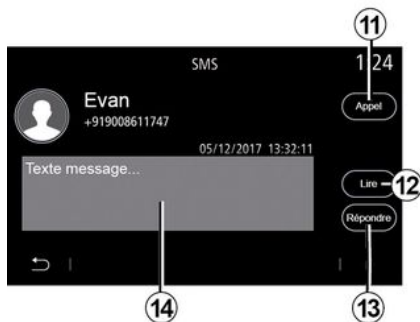 11
SMS 1 24
Evan
+919008611747
Appel
05/12/2017 13:32:11
Texte message...
Lire 12
Répondre
14 13